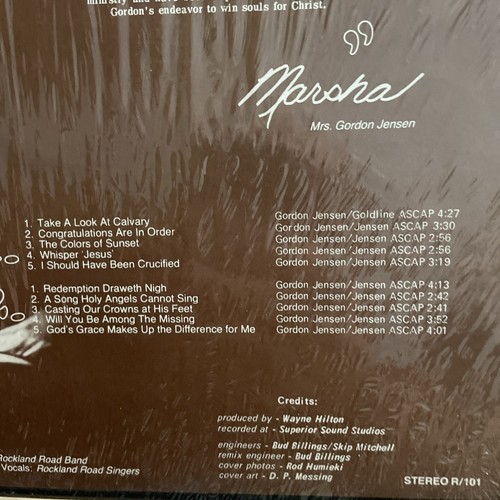 Gordon's endeavor to win souls for Christ.
Marsha
Mrs. Gordon Jensen
1. Take A Look At Calvary Gordon Jensen/Goldline ASCAP 4:27
2. Congratulations Are In Order Gordon Jensen/Jensen ASCAP 3:30
3. The Colors of Sunset Gordon Jensen/Jensen ASCAP 2:56
4. Whisper 'Jesus' Gordon Jensen/Jensen ASCAP 2:56
5. I Should Have Been Crucified Gordon Jensen/Jensen ASCAP 3:19
1. Redemption Draweth Nigh Gordon Jensen/Jensen ASCAP 4:13
2. A Song Holy Angels Cannot Sing Gordon Jensen/Jensen ASCAP 2:42
3. Casting Our Crowns at His Feet Gordon Jensen/Jensen ASCAP 2:41
4. Will You Be Among The Missing Gordon Jensen/Jensen ASCAP 3:52
5. God's Grace Makes Up the Difference for Me Gordon Jensen/Jensen ASCAP 4:01
Credits:
produced by - Wayne Hilton
recorded at - Superior Sound Studios
engineers - Bud Billings/Skip Mitchell
remix engineer - Bud Billings
cover photos - Rod Humieki
cover art - D. P. Messing
Rockland Road Band
Vocals: Rockland Road Singers
STEREO R/101